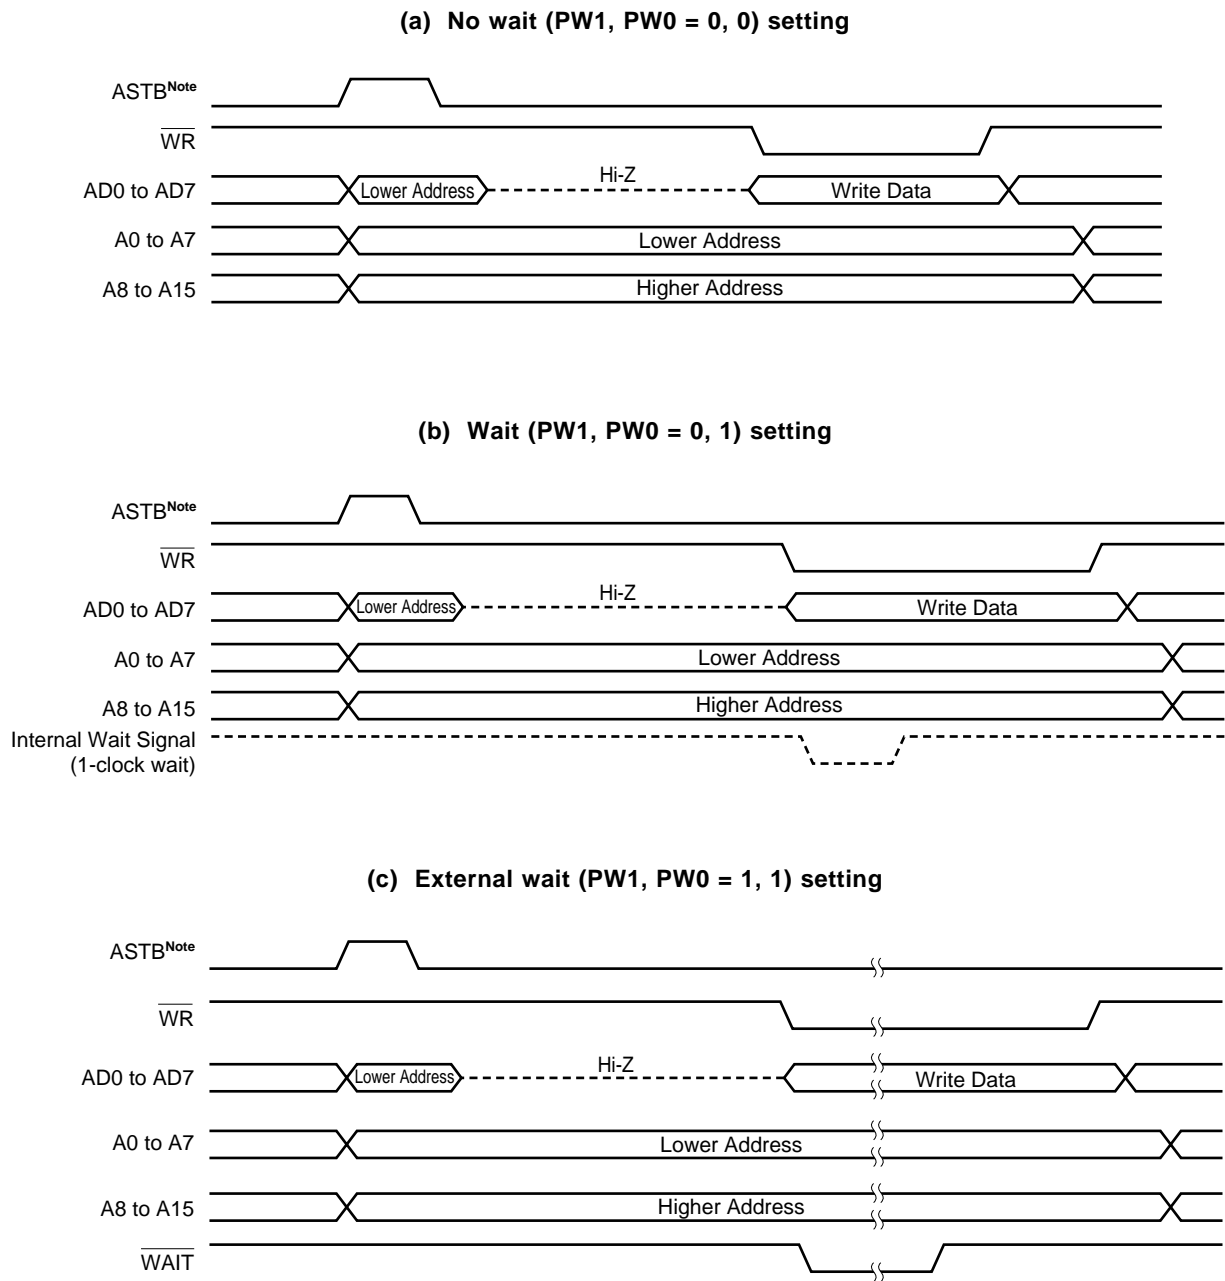 (a) No wait (PW1, PW0 = 0, 0) setting
ASTBNote
WR
AD0 to AD7
Lower Address
Hi-Z
Write Data
A0 to A7
Lower Address
A8 to A15
Higher Address
(b) Wait (PW1, PW0 = 0, 1) setting
ASTBNote
WR
AD0 to AD7
Lower Address
Hi-Z
Write Data
A0 to A7
Lower Address
A8 to A15
Higher Address
Internal Wait Signal
(1-clock wait)
(c) External wait (PW1, PW0 = 1, 1) setting
ASTBNote
WR
AD0 to AD7
Lower Address
Hi-Z
Write Data
A0 to A7
Lower Address
A8 to A15
Higher Address
WAIT